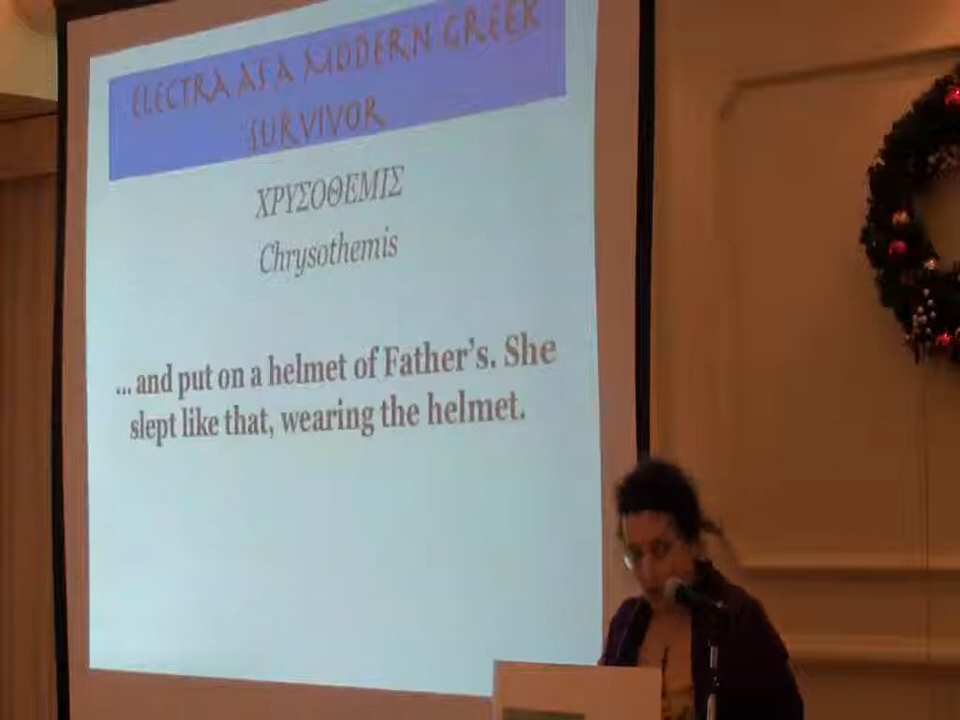 ELECTRA AS A MODERN GREEK
SURVIVOR
ΧΡΥΣΟΘΕΜΙΣ
Chrysothemis
... and put on a helmet of Father's. She
slept like that, wearing the helmet.